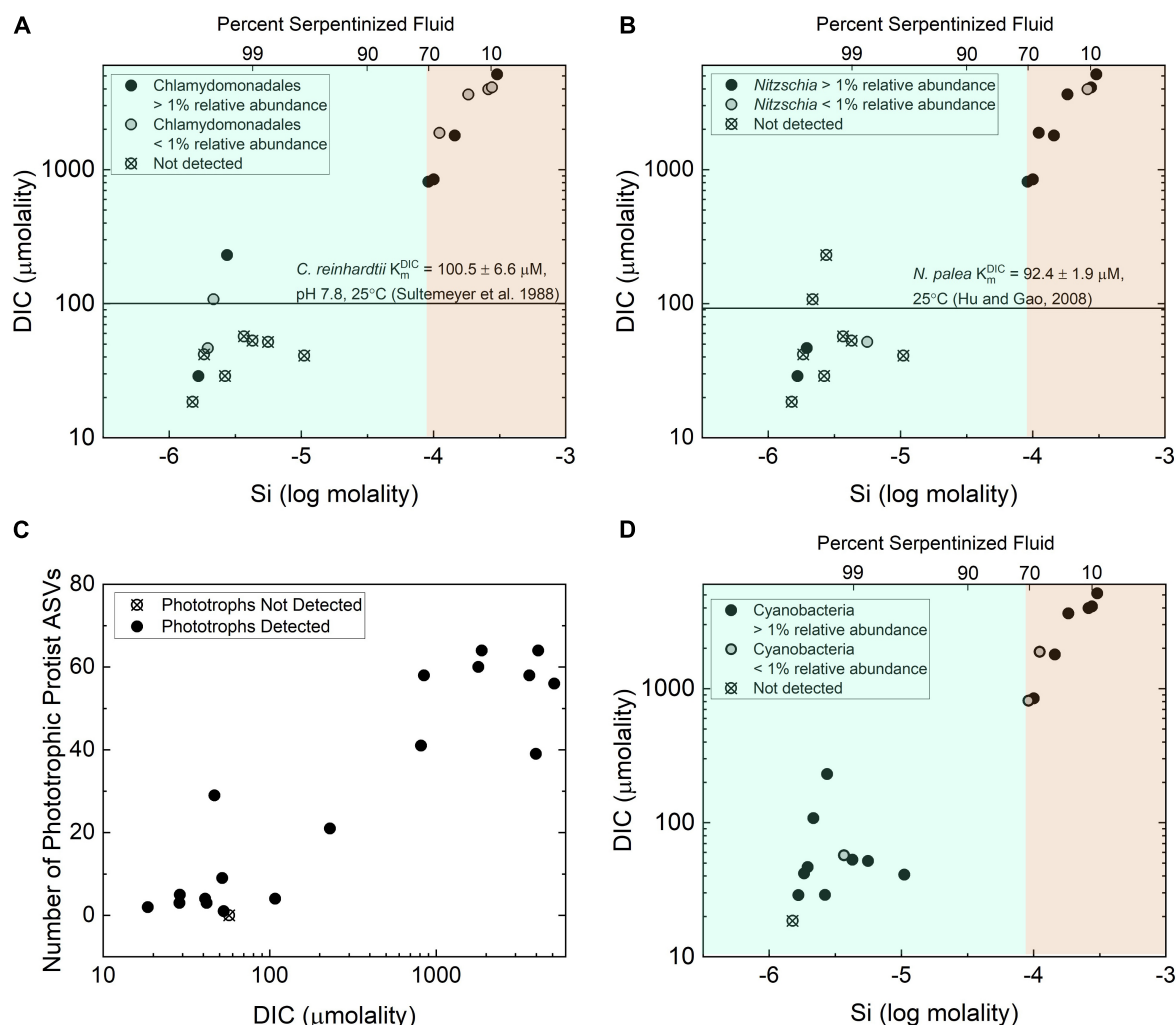 A
Percent Serpentinized Fluid
99 90 70 10
Chlamydomonadales
> 1% relative abundance
Chlamydomonadales
< 1% relative abundance
Not detected
1000
100
10
DIC (μmolality)
C. reinhardtii K_m^DIC = 100.5 ± 6.6 μM,
pH 7.8, 25°C (Sultemeyer et al. 1988)
-6 -5 -4 -3
Si (log molality)
B
Percent Serpentinized Fluid
99 90 70 10
Nitzschia > 1% relative abundance
Nitzschia < 1% relative abundance
Not detected
1000
100
10
DIC (μmolality)
N. palea K_m^DIC = 92.4 ± 1.9 μM,
25°C (Hu and Gao, 2008)
-6 -5 -4 -3
Si (log molality)
C
Phototrophs Not Detected
Phototrophs Detected
80
60
40
20
0
Number of Phototrophic Protist ASVs
10 100 1000
DIC (μmolality)
D
Percent Serpentinized Fluid
99 90 70 10
Cyanobacteria
> 1% relative abundance
Cyanobacteria
< 1% relative abundance
Not detected
1000
100
10
DIC (μmolality)
-6 -5 -4 -3
Si (log molality)